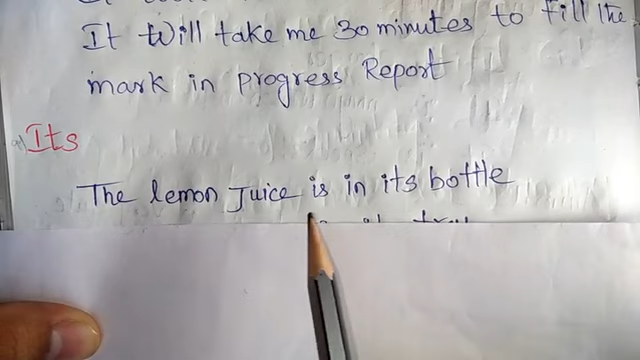 It will take me 30 minutes to fill the
mark in progress Report
Its
The lemon Juice is in its bottle